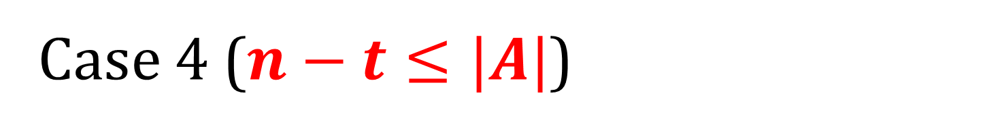 Case 4 (n − t ≤ |A|)